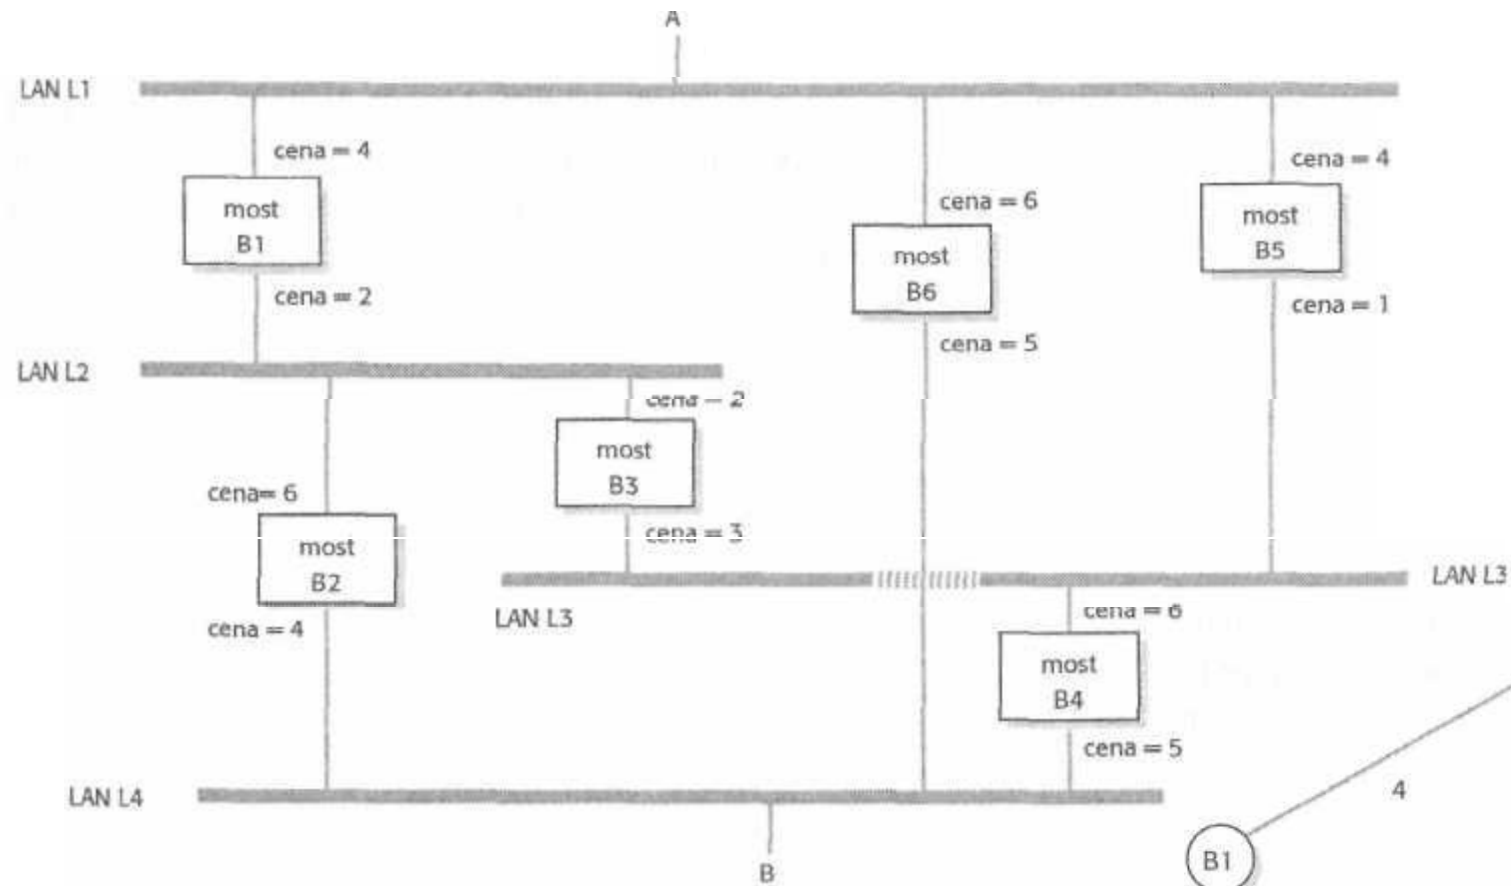 A
LAN L1
cena = 4
cena = 4
most
B1
cena = 6
most
B5
most
B6
cena = 2
cena = 1
cena = 5
LAN L2
cena = 2
most
B3
cena= 6
cena = 3
most
B2
LAN L3
LAN L3
cena = 6
cena = 4
most
B4
cena = 5
LAN L4
4
B
B1